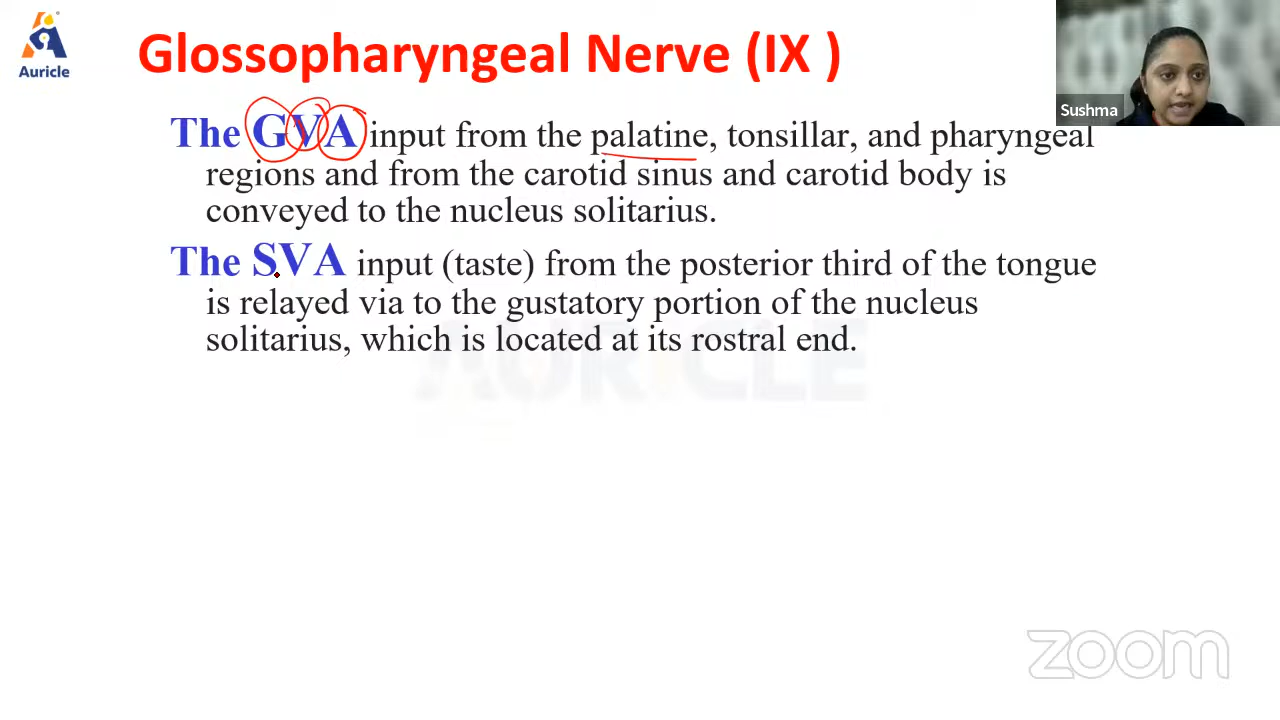 Auricle
Glossopharyngeal Nerve (IX )
Sushma
The GVA input from the palatine, tonsillar, and pharyngeal
regions and from the carotid sinus and carotid body is
conveyed to the nucleus solitarius.
The SVA input (taste) from the posterior third of the tongue
is relayed via to the gustatory portion of the nucleus
solitarius, which is located at its rostral end.
AURICLE
zoom